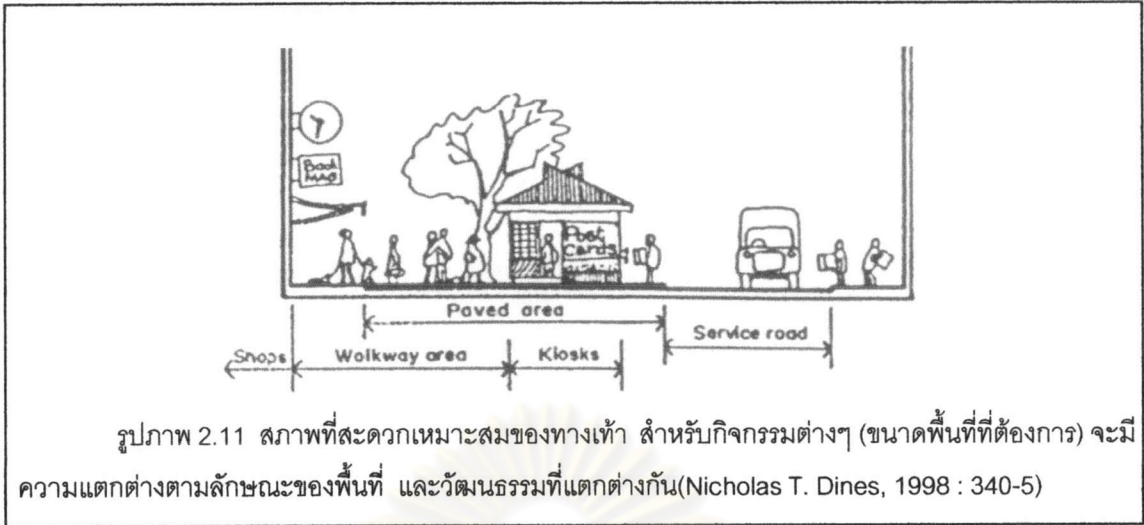 Book
MAG
Post
Cards
Paved area
Service road
Shops
Wolkway area
Kiosks
รูปภาพ 2.11 สภาพที่สะดวกเหมาะสมของทางเท้า สำหรับกิจกรรมต่างๆ (ขนาดพื้นที่ที่ต้องการ) จะมี
ความแตกต่างตามลักษณะของพื้นที่ และวัฒนธรรมที่แตกต่างกัน(Nicholas T. Dines, 1998 : 340-5)